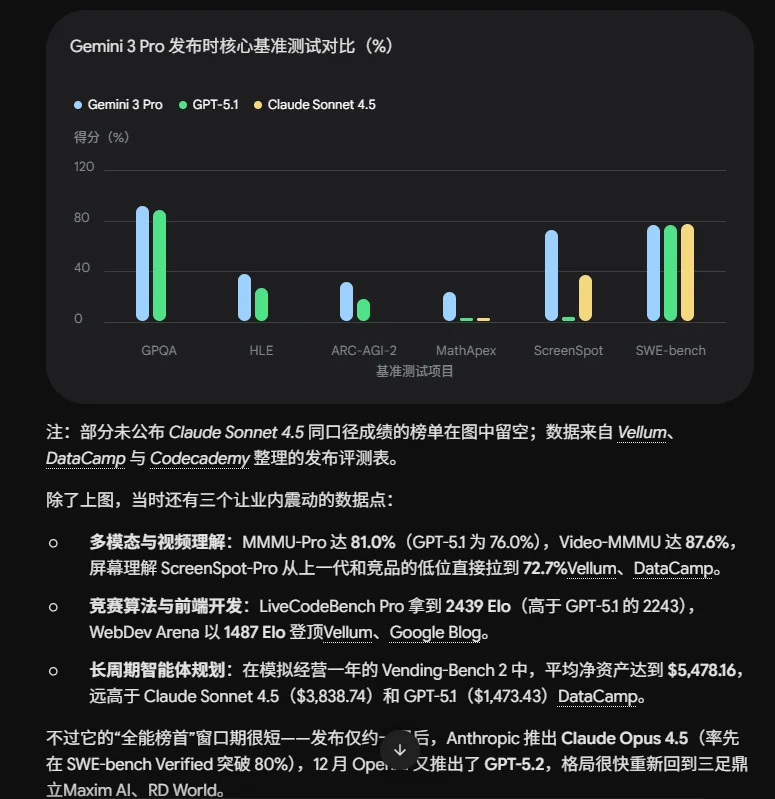 Gemini 3 Pro 发布时核心基准测试对比（%）
Gemini 3 Pro GPT-5.1 Claude Sonnet 4.5
得分（%）
120
80
40
0
GPQA HLE ARC-AGI-2 MathApex ScreenSpot SWE-bench
基准测试项目
注：部分未公布 Claude Sonnet 4.5 同口径成绩的榜单在图中留空；数据来自 Vellum、
DataCamp 与 Codecademy 整理的发布评测表。
除了上图，当时还有三个让业内震动的数据点：
多模态与视频理解：MMMU-Pro 达 81.0%（GPT-5.1 为 76.0%），Video-MMMU 达 87.6%，
屏幕理解 ScreenSpot-Pro 从上一代和竞品的低位直接拉到 72.7%Vellum、DataCamp。
竞赛算法与前端开发：LiveCodeBench Pro 拿到 2439 Elo（高于 GPT-5.1 的 2243），
WebDev Arena 以 1487 Elo 登顶Vellum、Google Blog。
长周期智能体规划：在模拟经营一年的 Vending-Bench 2 中，平均净资产达到 $5,478.16，
远高于 Claude Sonnet 4.5（$3,838.74）和 GPT-5.1（$1,473.43）DataCamp。
不过它的“全能榜首”窗口期很短——发布仅约一后，Anthropic 推出 Claude Opus 4.5（率先
在 SWE-bench Verified 突破 80%），12 月 又推出了 GPT-5.2，格局很快重新回到三足鼎
立Maxim AI、RD World。